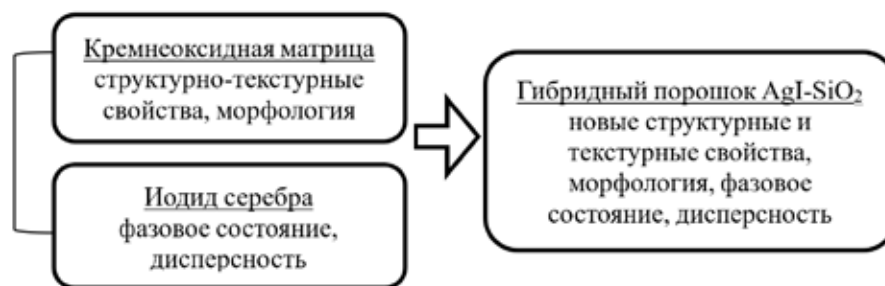 Кремнеоксидная матрица
структурно-текстурные
свойства, морфология
Иодид серебра
фазовое состояние,
дисперсность
Гибридный порошок AgI-SiO₂
новые структурные и
текстурные свойства,
морфология, фазовое
состояние, дисперсность